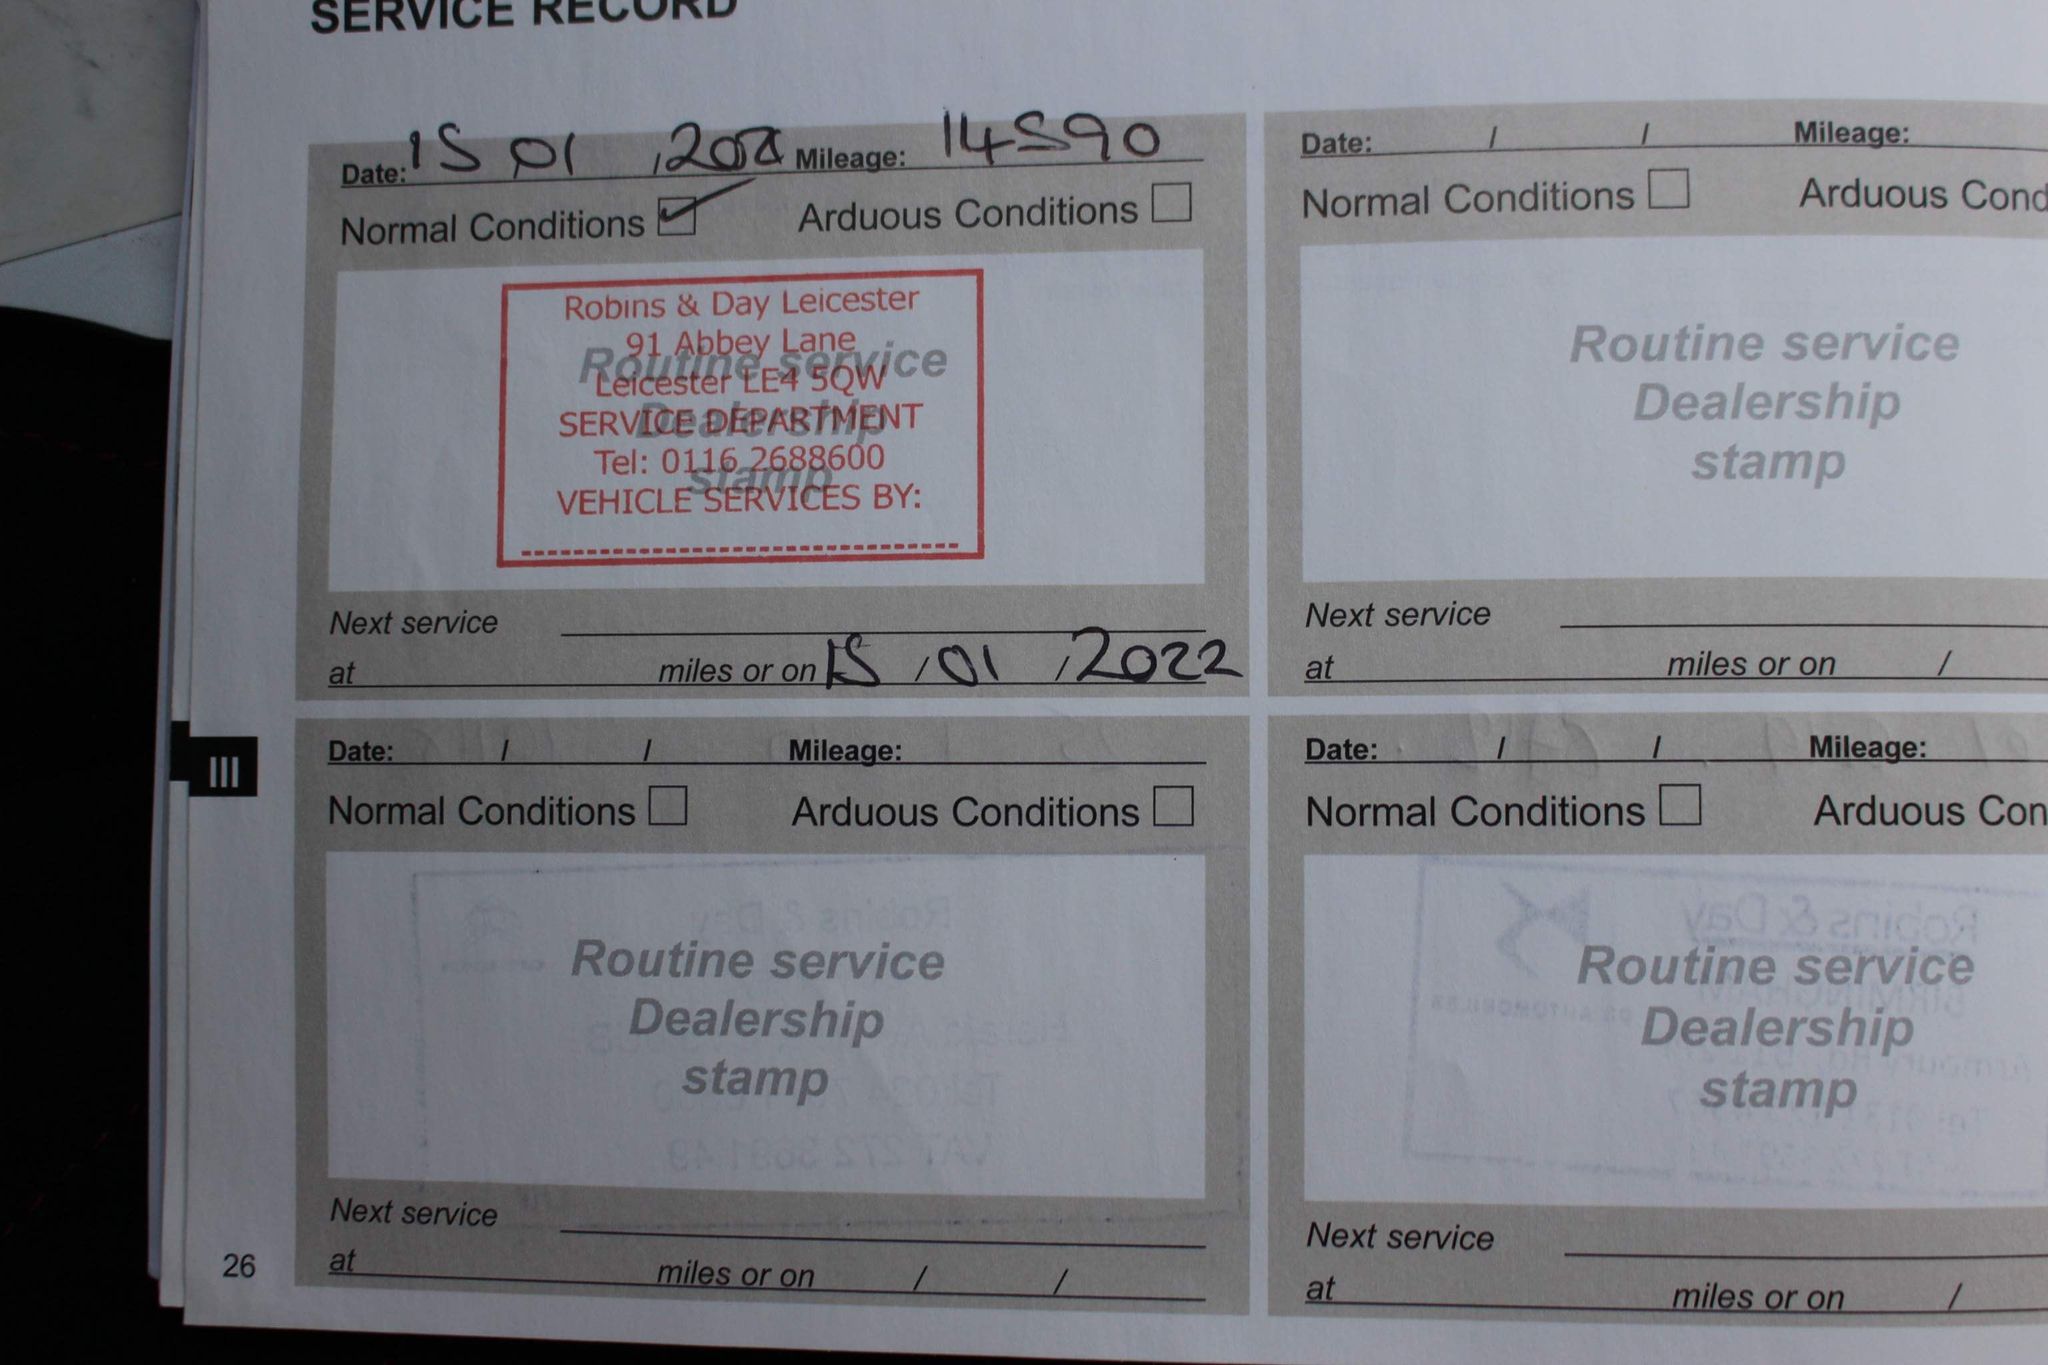 SERVICE RECORD
Date: 15 / 01 / Mileage: 14590
Normal Conditions Arduous Conditions
Robins & Day Leicester
91 Abbey Lane
Leicester LE4 5QW
SERVICE DEPARTMENT
Tel: 0116 2688600
VEHICLE SERVICES BY:
Routine service
Dealership
stamp
Next service
at miles or on 15 / 01 / 2022
Date: / / Mileage:
Normal Conditions Arduous
Routine service
Dealership
stamp
Next service
at miles or on /
Date: / / Mileage:
Normal Conditions Arduous Conditions
Routine service
Dealership
stamp
Next service
at miles or on / /
Date: / / Mileage:
Normal Conditions Arduous
Routine service
Dealership
stamp
Next service
at miles or on /
III
26